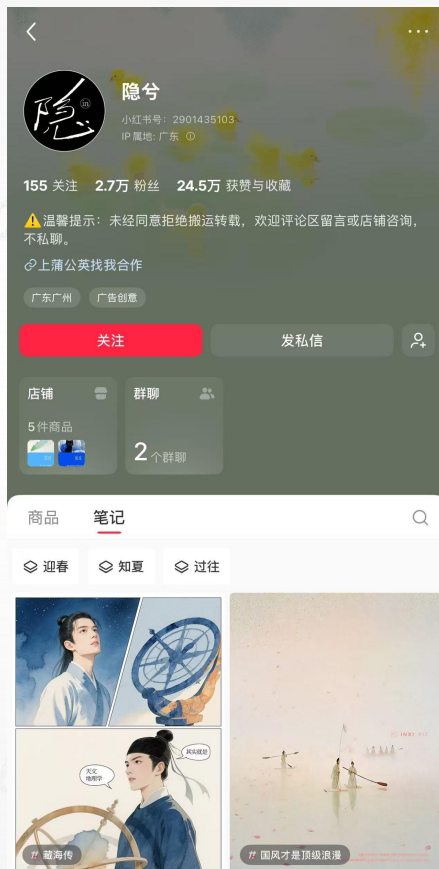 隐兮
小红书号：2901435103
IP属地：广东
155 关注 2.7万 粉丝 24.5万 获赞与收藏
⚠️温馨提示：未经同意拒绝搬运转载，欢迎评论区留言或店铺咨询，
不私聊。
上蒲公英找我合作
广东广州 广告创意
关注 发私信
店铺 群聊
5件商品
2个群聊
商品 笔记
迎春 知夏 过往
其实就是
天文
地理学
# 藏海传
# 国风才是顶级浪漫